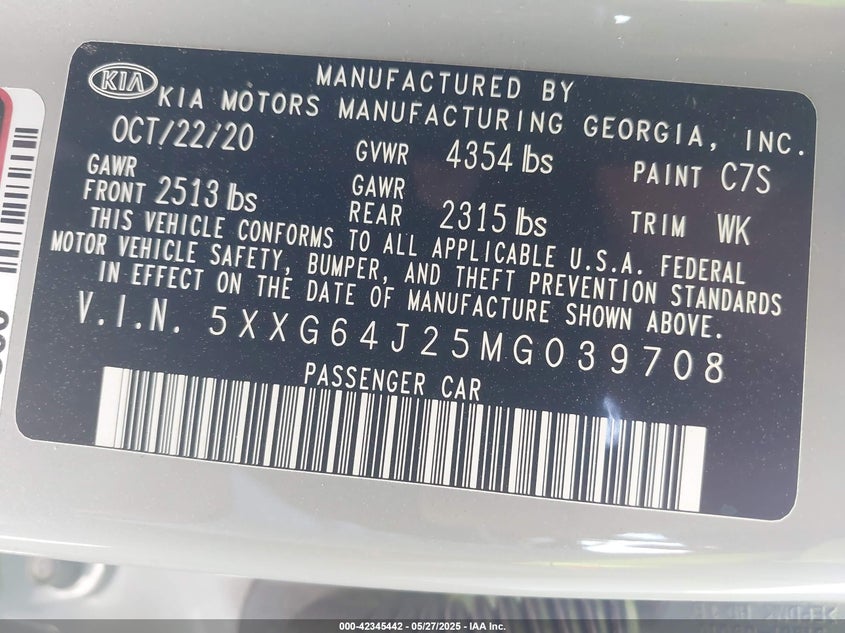 KIA
MANUFACTURED BY
KIA MOTORS MANUFACTURING GEORGIA, INC.
OCT/22/20 GVWR 4354 lbs PAINT C7S
GAWR FRONT 2513 lbs GAWR REAR 2315 lbs TRIM WK
THIS VEHICLE CONFORMS TO ALL APPLICABLE U.S.A. FEDERAL
MOTOR VEHICLE SAFETY, BUMPER, AND THEFT PREVENTION STANDARDS
IN EFFECT ON THE DATE OF MANUFACTURE SHOWN ABOVE.
V.I.N. 5XXG64J25MG039708
PASSENGER CAR
000-42345442 - 05/27/2025 - IAA Inc.